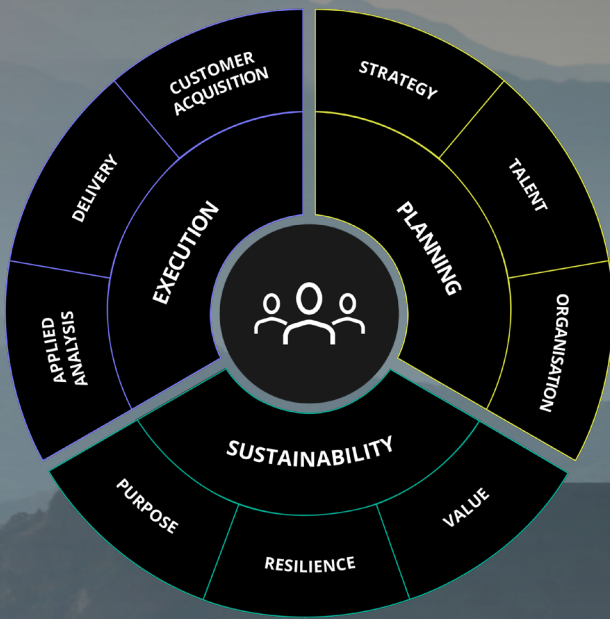 CUSTOMER
ACQUISITION
STRATEGY
DELIVERY
TALENT
EXECUTION
PLANNING
APPLIED
ANALYSIS
ORGANISATION
SUSTAINABILITY
PURPOSE
VALUE
RESILIENCE